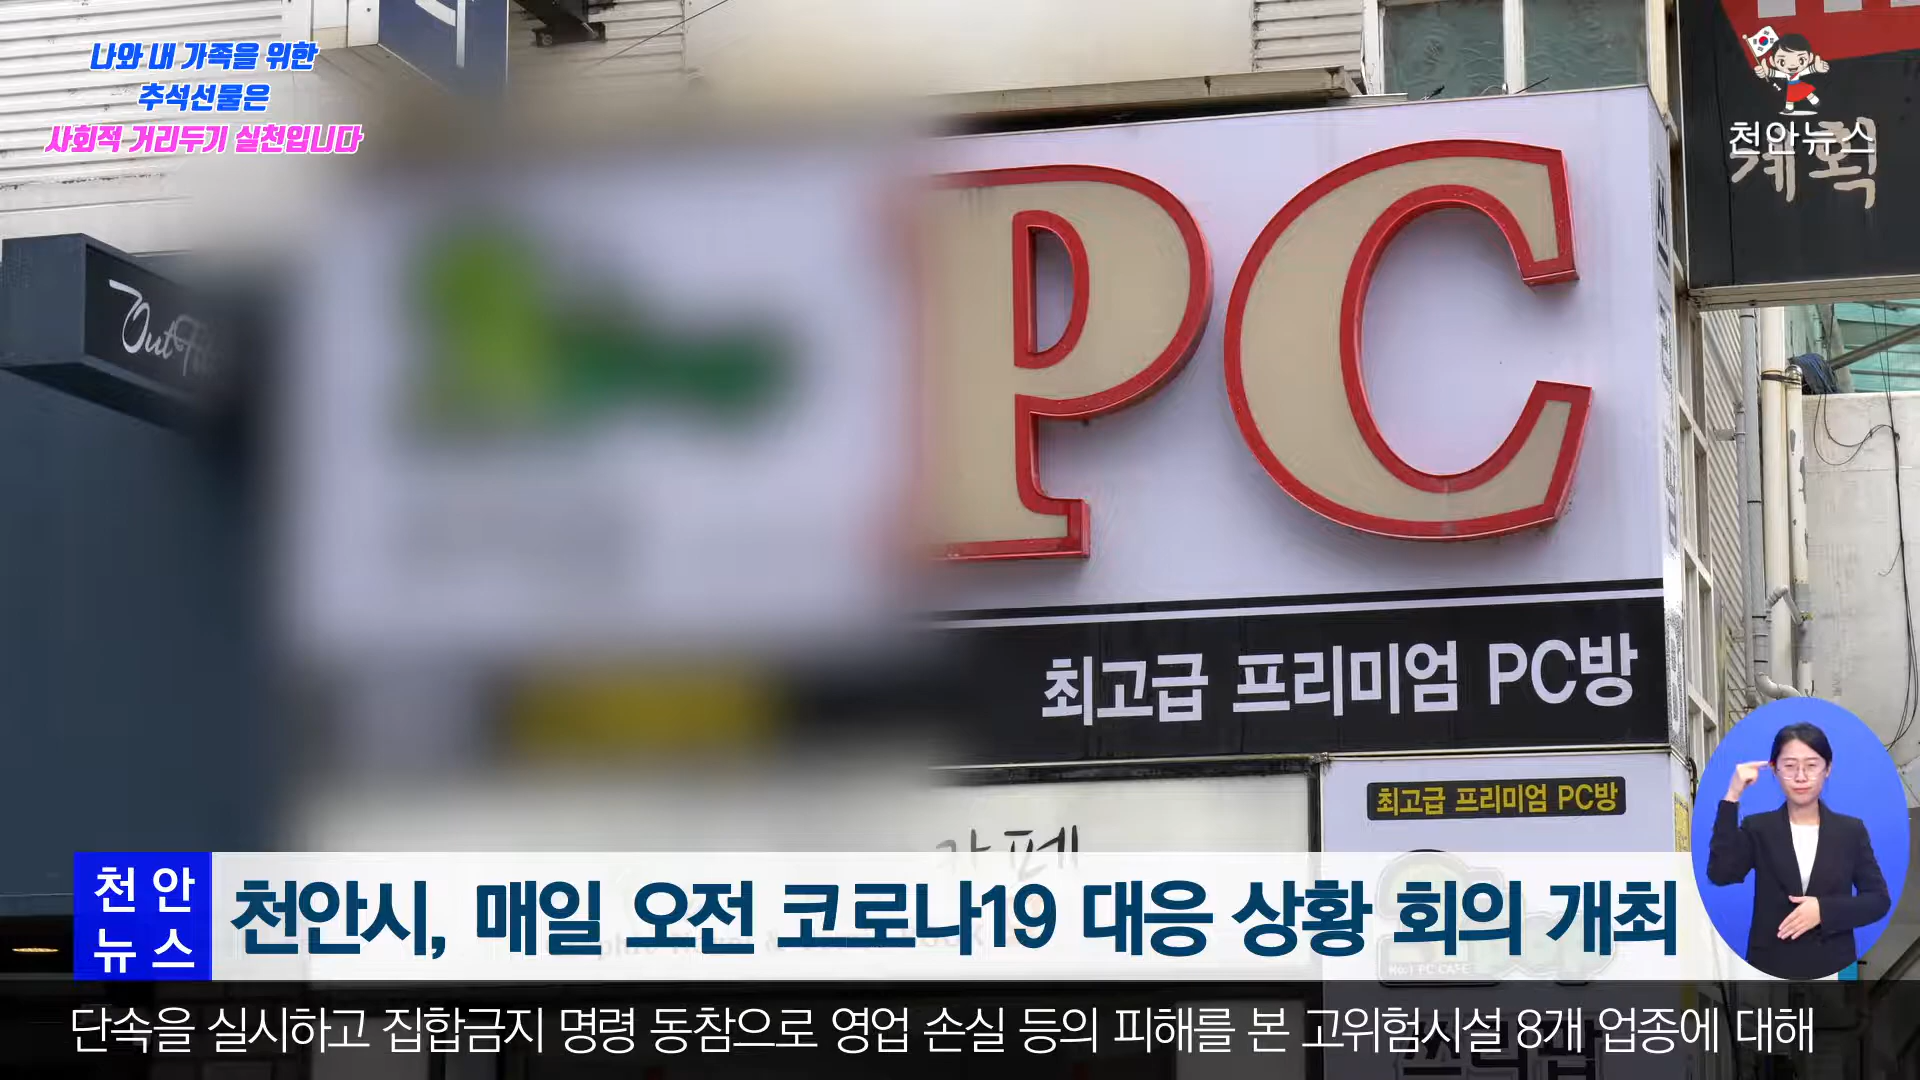 나와 내 가족을 위한
추석선물은
사회적 거리두기 실천입니다
천안뉴스
계획
PC
최고급 프리미엄 PC방
최고급 프리미엄 PC방
카페
천안
뉴스
천안시, 매일 오전 코로나19 대응 상황 회의 개최
단속을 실시하고 집합금지 명령 동참으로 영업 손실 등의 피해를 본 고위험시설 8개 업종에 대해